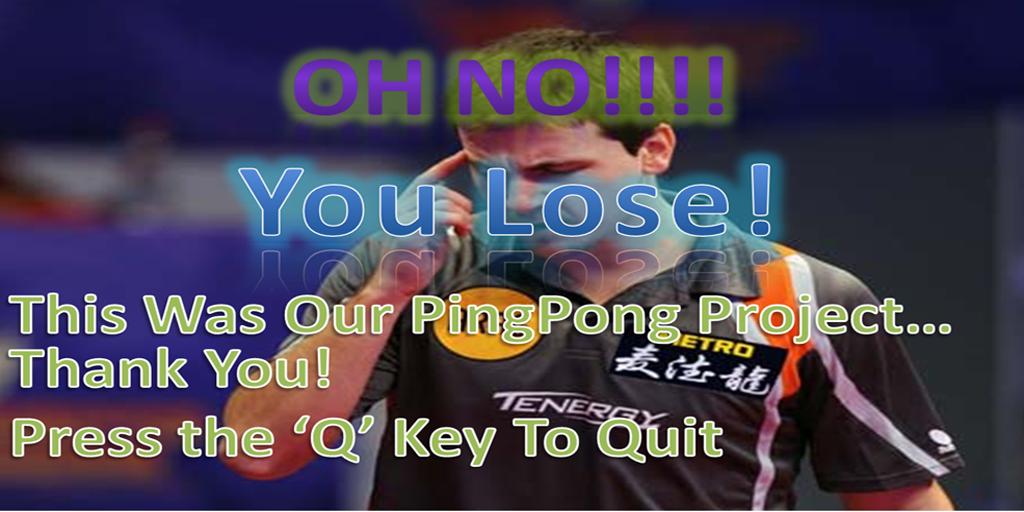 OH NO!!!!
You Lose!
This Was Our PingPong Project...
Thank You!
METRO
麦德龍
TENERGY
Press the ‘Q’ Key To Quit